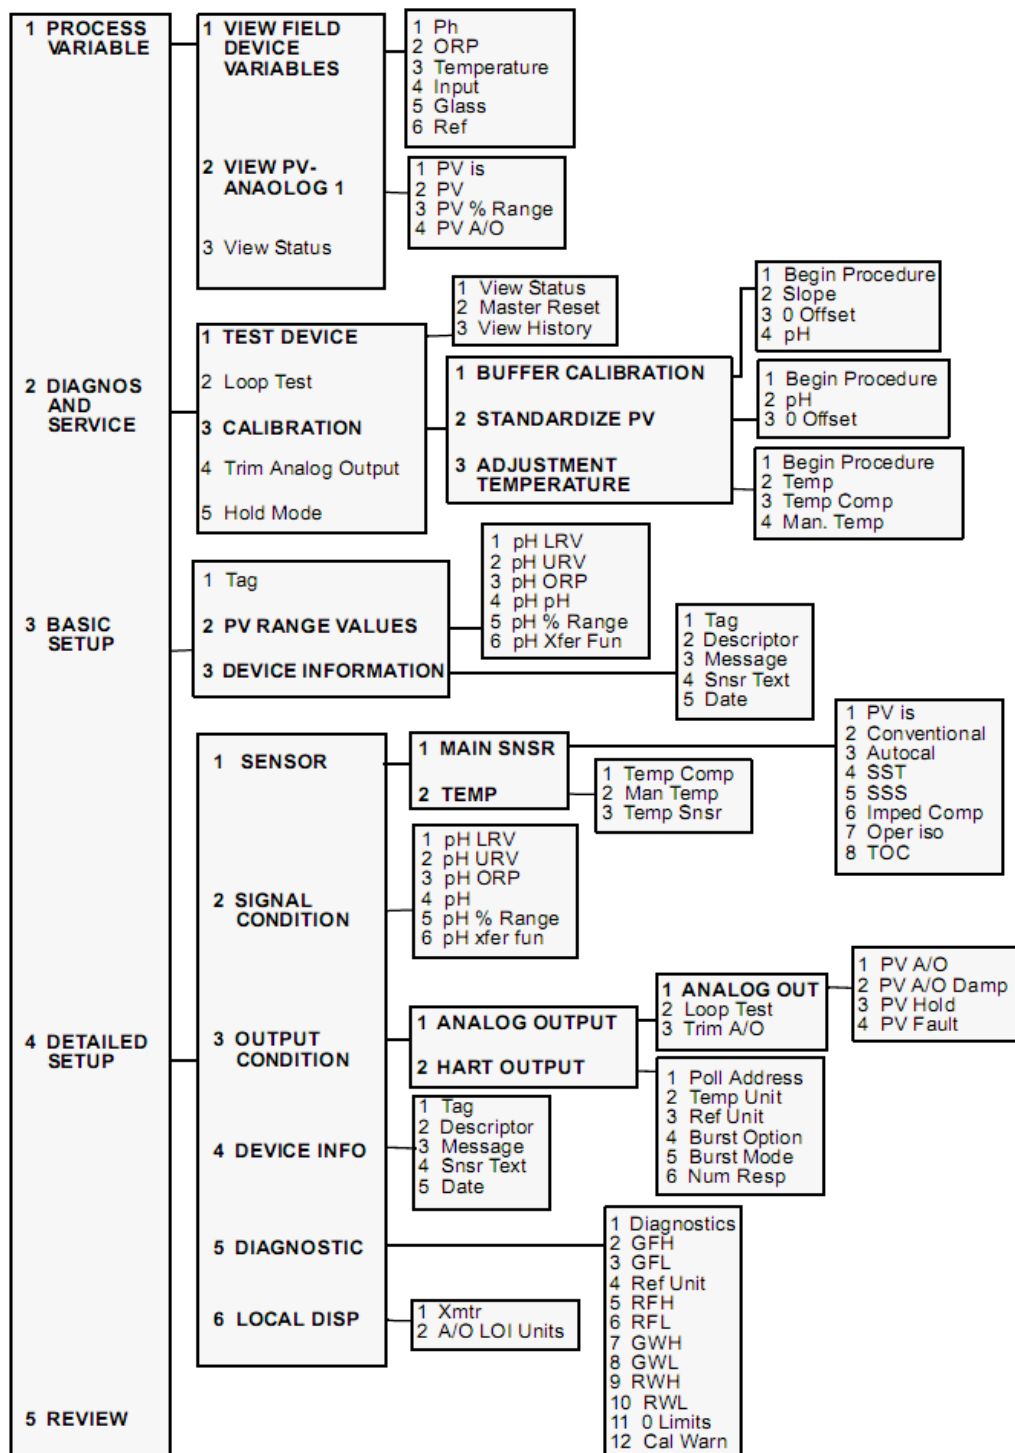 1 PROCESS
VARIABLE
1 VIEW FIELD
DEVICE
VARIABLES
1 Ph
2 ORP
3 Temperature
4 Input
5 Glass
6 Ref
2 VIEW PV-
ANAOLOG 1
1 PV is
2 PV
3 PV % Range
4 PV A/O
3 View Status
2 DIAGNOS
AND
SERVICE
1 TEST DEVICE
1 View Status
2 Master Reset
3 View History
2 Loop Test
3 CALIBRATION
1 BUFFER CALIBRATION
1 Begin Procedure
2 Slope
3 0 Offset
4 pH
2 STANDARDIZE PV
1 Begin Procedure
2 pH
3 0 Offset
3 ADJUSTMENT
TEMPERATURE
1 Begin Procedure
2 Temp
3 Temp Comp
4 Man. Temp
4 Trim Analog Output
5 Hold Mode
3 BASIC
SETUP
1 Tag
2 PV RANGE VALUES
1 pH LRV
2 pH URV
3 pH ORP
4 pH pH
5 pH % Range
6 pH Xfer Fun
3 DEVICE INFORMATION
1 Tag
2 Descriptor
3 Message
4 Snsr Text
5 Date
4 DETAILED
SETUP
1 SENSOR
1 MAIN SNSR
1 PV is
2 Conventional
3 Autocal
4 SST
5 SSS
6 Imped Comp
7 Oper iso
8 TOC
2 TEMP
1 Temp Comp
2 Man Temp
3 Temp Snsr
2 SIGNAL
CONDITION
1 pH LRV
2 pH URV
3 pH ORP
4 pH
5 pH % Range
6 pH xfer fun
3 OUTPUT
CONDITION
1 ANALOG OUTPUT
1 ANALOG OUT
2 Loop Test
3 Trim A/O
1 PV A/O
2 PV A/O Damp
3 PV Hold
4 PV Fault
2 HART OUTPUT
1 Poll Address
2 Temp Unit
3 Ref Unit
4 Burst Option
5 Burst Mode
6 Num Resp
4 DEVICE INFO
1 Tag
2 Descriptor
3 Message
4 Snsr Text
5 Date
5 DIAGNOSTIC
1 Diagnostics
2 GFH
3 GFL
4 Ref Unit
5 RFH
6 RFL
7 GWH
8 GWL
9 RWH
10 RWL
11 0 Limits
12 Cal Warn
6 LOCAL DISP
1 Xmtr
2 A/O LOI Units
5 REVIEW